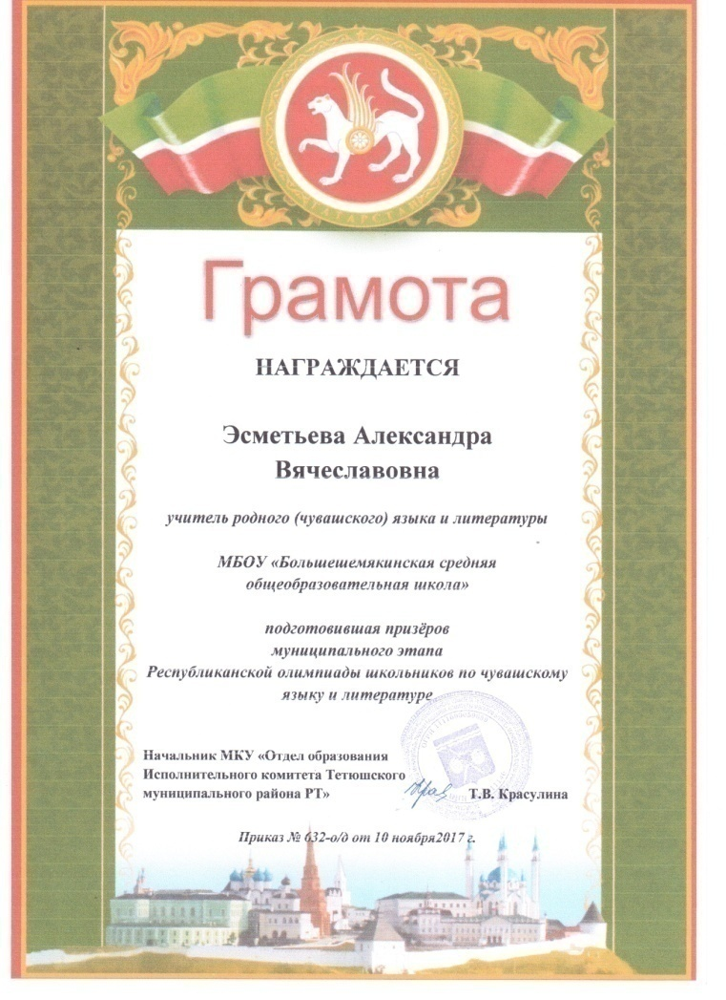 ТАТАРСТАН
Грамота
НАГРАЖДАЕТСЯ
Эсметьева Александра
Вячеславовна
учитель родного (чувашского) языка и литературы
МБОУ «Большешемякинская средняя
общеобразовательная школа»
подготовившая призёров
муниципального этапа
Республиканской олимпиады школьников по чувашскому
языку и литературе
Начальник МКУ «Отдел образования
Исполнительного комитета Тетюшского
муниципального района РТ»
Т.В. Красулина
Приказ № 632-о/д от 10 ноября2017 г.